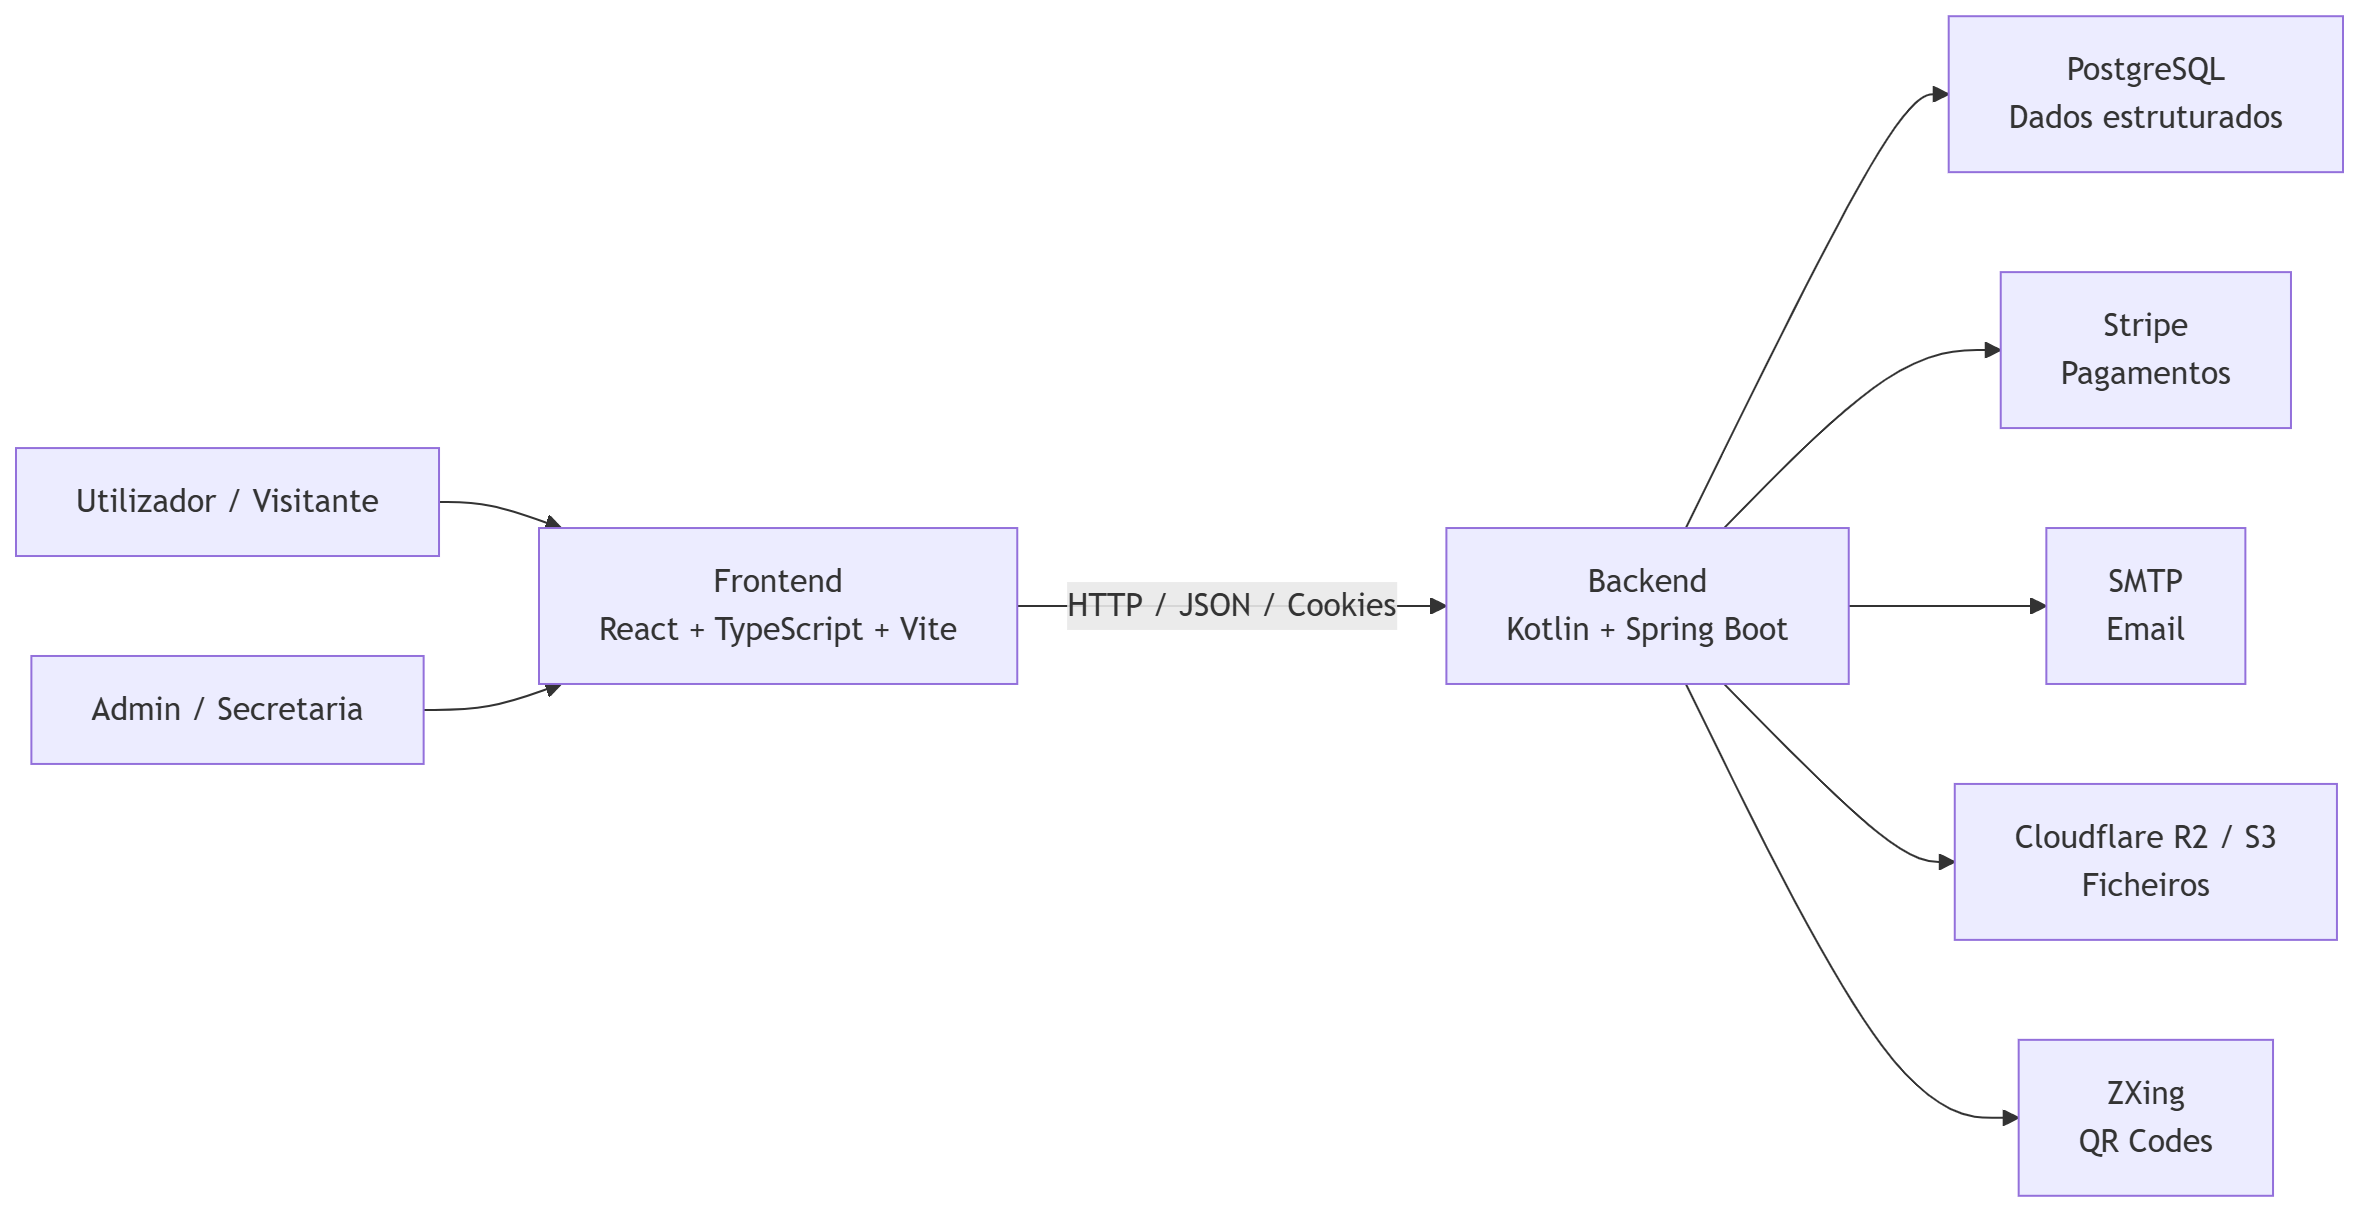 Utilizador / Visitante
Admin / Secretaria
Frontend
React + TypeScript + Vite
HTTP / JSON / Cookies
Backend
Kotlin + Spring Boot
PostgreSQL
Dados estruturados
Stripe
Pagamentos
SMTP
Email
Cloudflare R2 / S3
Ficheiros
ZXing
QR Codes